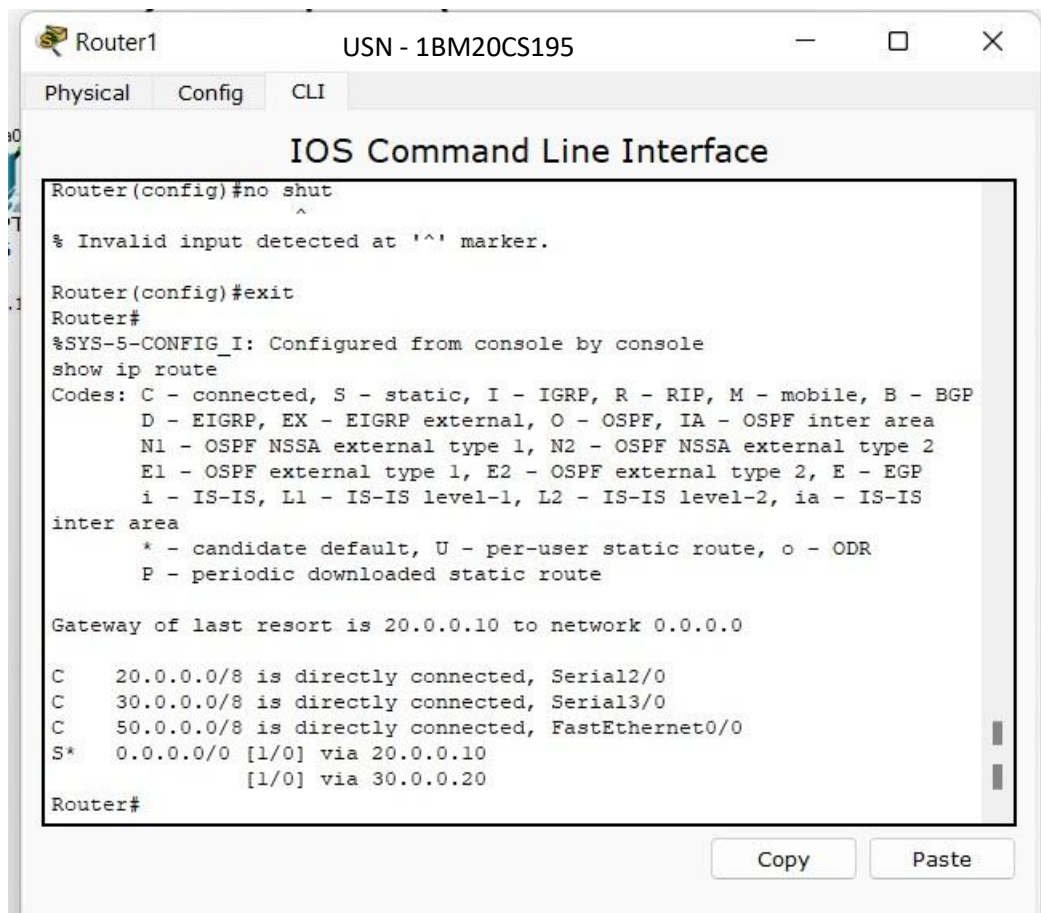 Router1 USN - 1BM20CS195
Physical Config CLI
IOS Command Line Interface
Router(config)#no shut
^
% Invalid input detected at '^' marker.
Router(config)#exit
Router#
%SYS-5-CONFIG_I: Configured from console by console
show ip route
Codes: C - connected, S - static, I - IGRP, R - RIP, M - mobile, B - BGP
D - EIGRP, EX - EIGRP external, O - OSPF, IA - OSPF inter area
N1 - OSPF NSSA external type 1, N2 - OSPF NSSA external type 2
E1 - OSPF external type 1, E2 - OSPF external type 2, E - EGP
i - IS-IS, L1 - IS-IS level-1, L2 - IS-IS level-2, ia - IS-IS
inter area
* - candidate default, U - per-user static route, o - ODR
P - periodic downloaded static route
Gateway of last resort is 20.0.0.10 to network 0.0.0.0
C 20.0.0.0/8 is directly connected, Serial2/0
C 30.0.0.0/8 is directly connected, Serial3/0
C 50.0.0.0/8 is directly connected, FastEthernet0/0
S* 0.0.0.0/0 [1/0] via 20.0.0.10
[1/0] via 30.0.0.20
Router#
Copy Paste